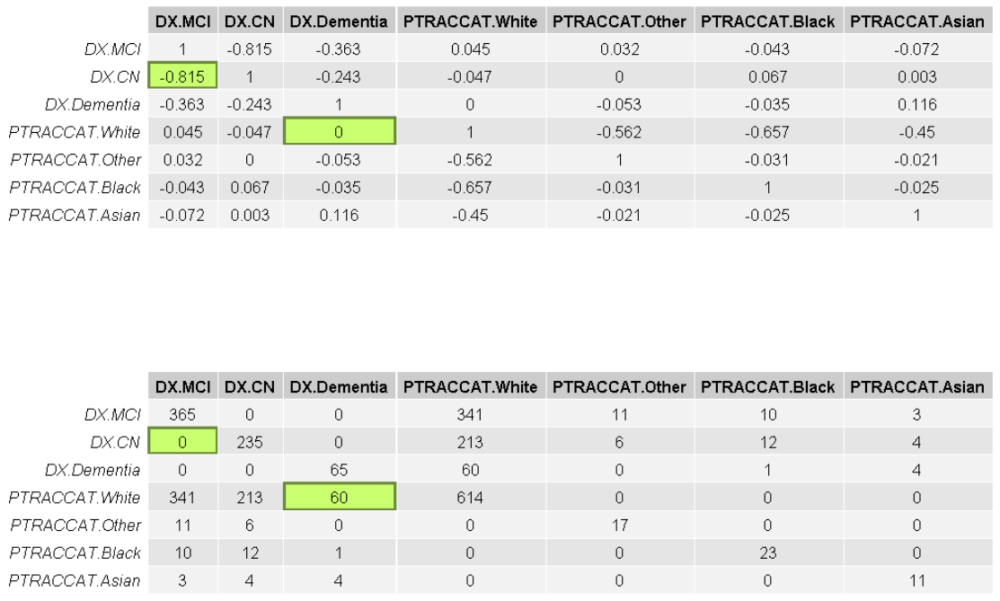 DX.MCI DX.CN DX.Dementia PTRACCAT.White PTRACCAT.Other PTRACCAT.Black PTRACCAT.Asian
DX.MCI 1 -0.815 -0.363 0.045 0.032 -0.043 -0.072
DX.CN -0.815 1 -0.243 -0.047 0 0.067 0.003
DX.Dementia -0.363 -0.243 1 0 -0.053 -0.035 0.116
PTRACCAT.White 0.045 -0.047 0 1 -0.562 -0.657 -0.45
PTRACCAT.Other 0.032 0 -0.053 -0.562 1 -0.031 -0.021
PTRACCAT.Black -0.043 0.067 -0.035 -0.657 -0.031 1 -0.025
PTRACCAT.Asian -0.072 0.003 0.116 -0.45 -0.021 -0.025 1
DX.MCI DX.CN DX.Dementia PTRACCAT.White PTRACCAT.Other PTRACCAT.Black PTRACCAT.Asian
DX.MCI 365 0 0 341 11 10 3
DX.CN 0 235 0 213 6 12 4
DX.Dementia 0 0 65 60 0 1 4
PTRACCAT.White 341 213 60 614 0 0 0
PTRACCAT.Other 11 6 0 0 17 0 0
PTRACCAT.Black 10 12 1 0 0 23 0
PTRACCAT.Asian 3 4 4 0 0 0 11